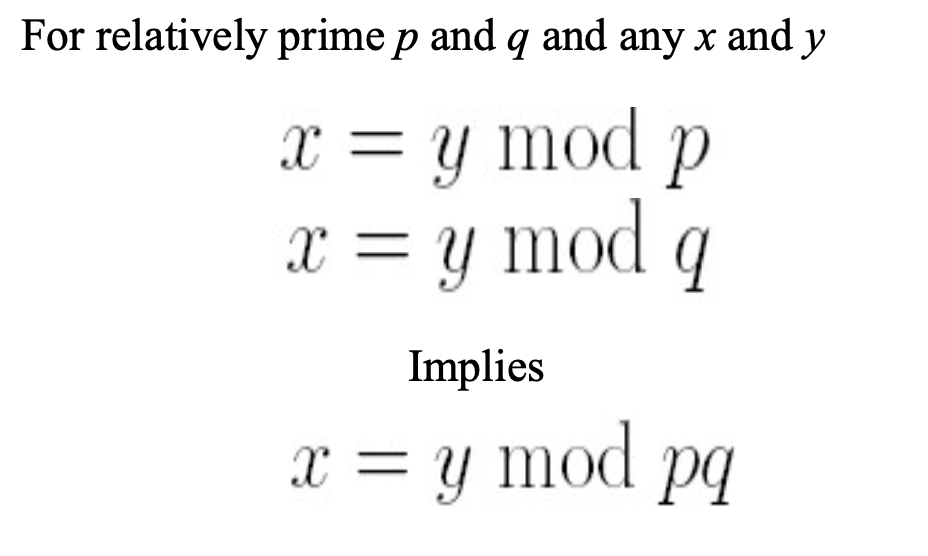 For relatively prime p and q and any x and y
x = y mod p
x = y mod q
Implies
x = y mod pq